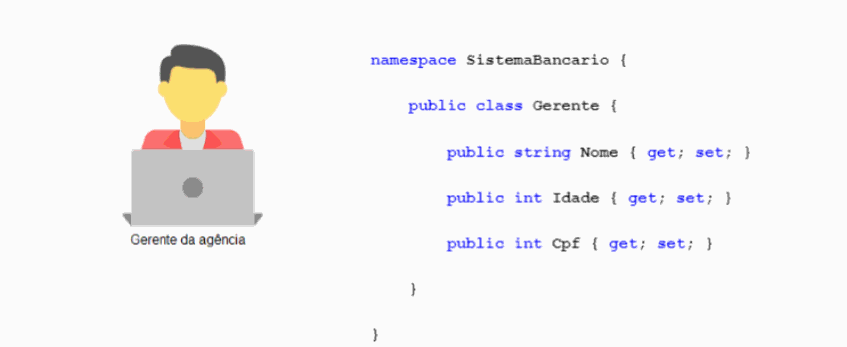 Gerente da agência
namespace SistemaBancario {
public class Gerente {
public string Nome { get; set; }
public int Idade { get; set; }
public int Cpf { get; set; }
}
}